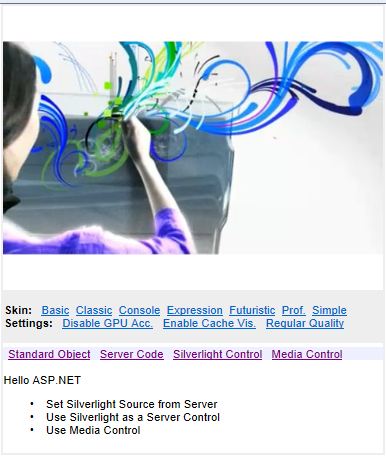 Skin: Basic Classic Console Expression Futuristic Prof. Simple
Settings: Disable GPU Acc. Enable Cache Vis. Regular Quality
Standard Object Server Code Silverlight Control Media Control
Hello ASP.NET
• Set Silverlight Source from Server
• Use Silverlight as a Server Control
• Use Media Control